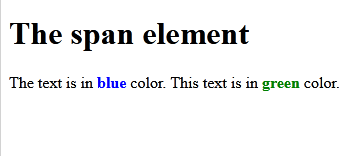 The span element
The text is in blue color. This text is in green color.